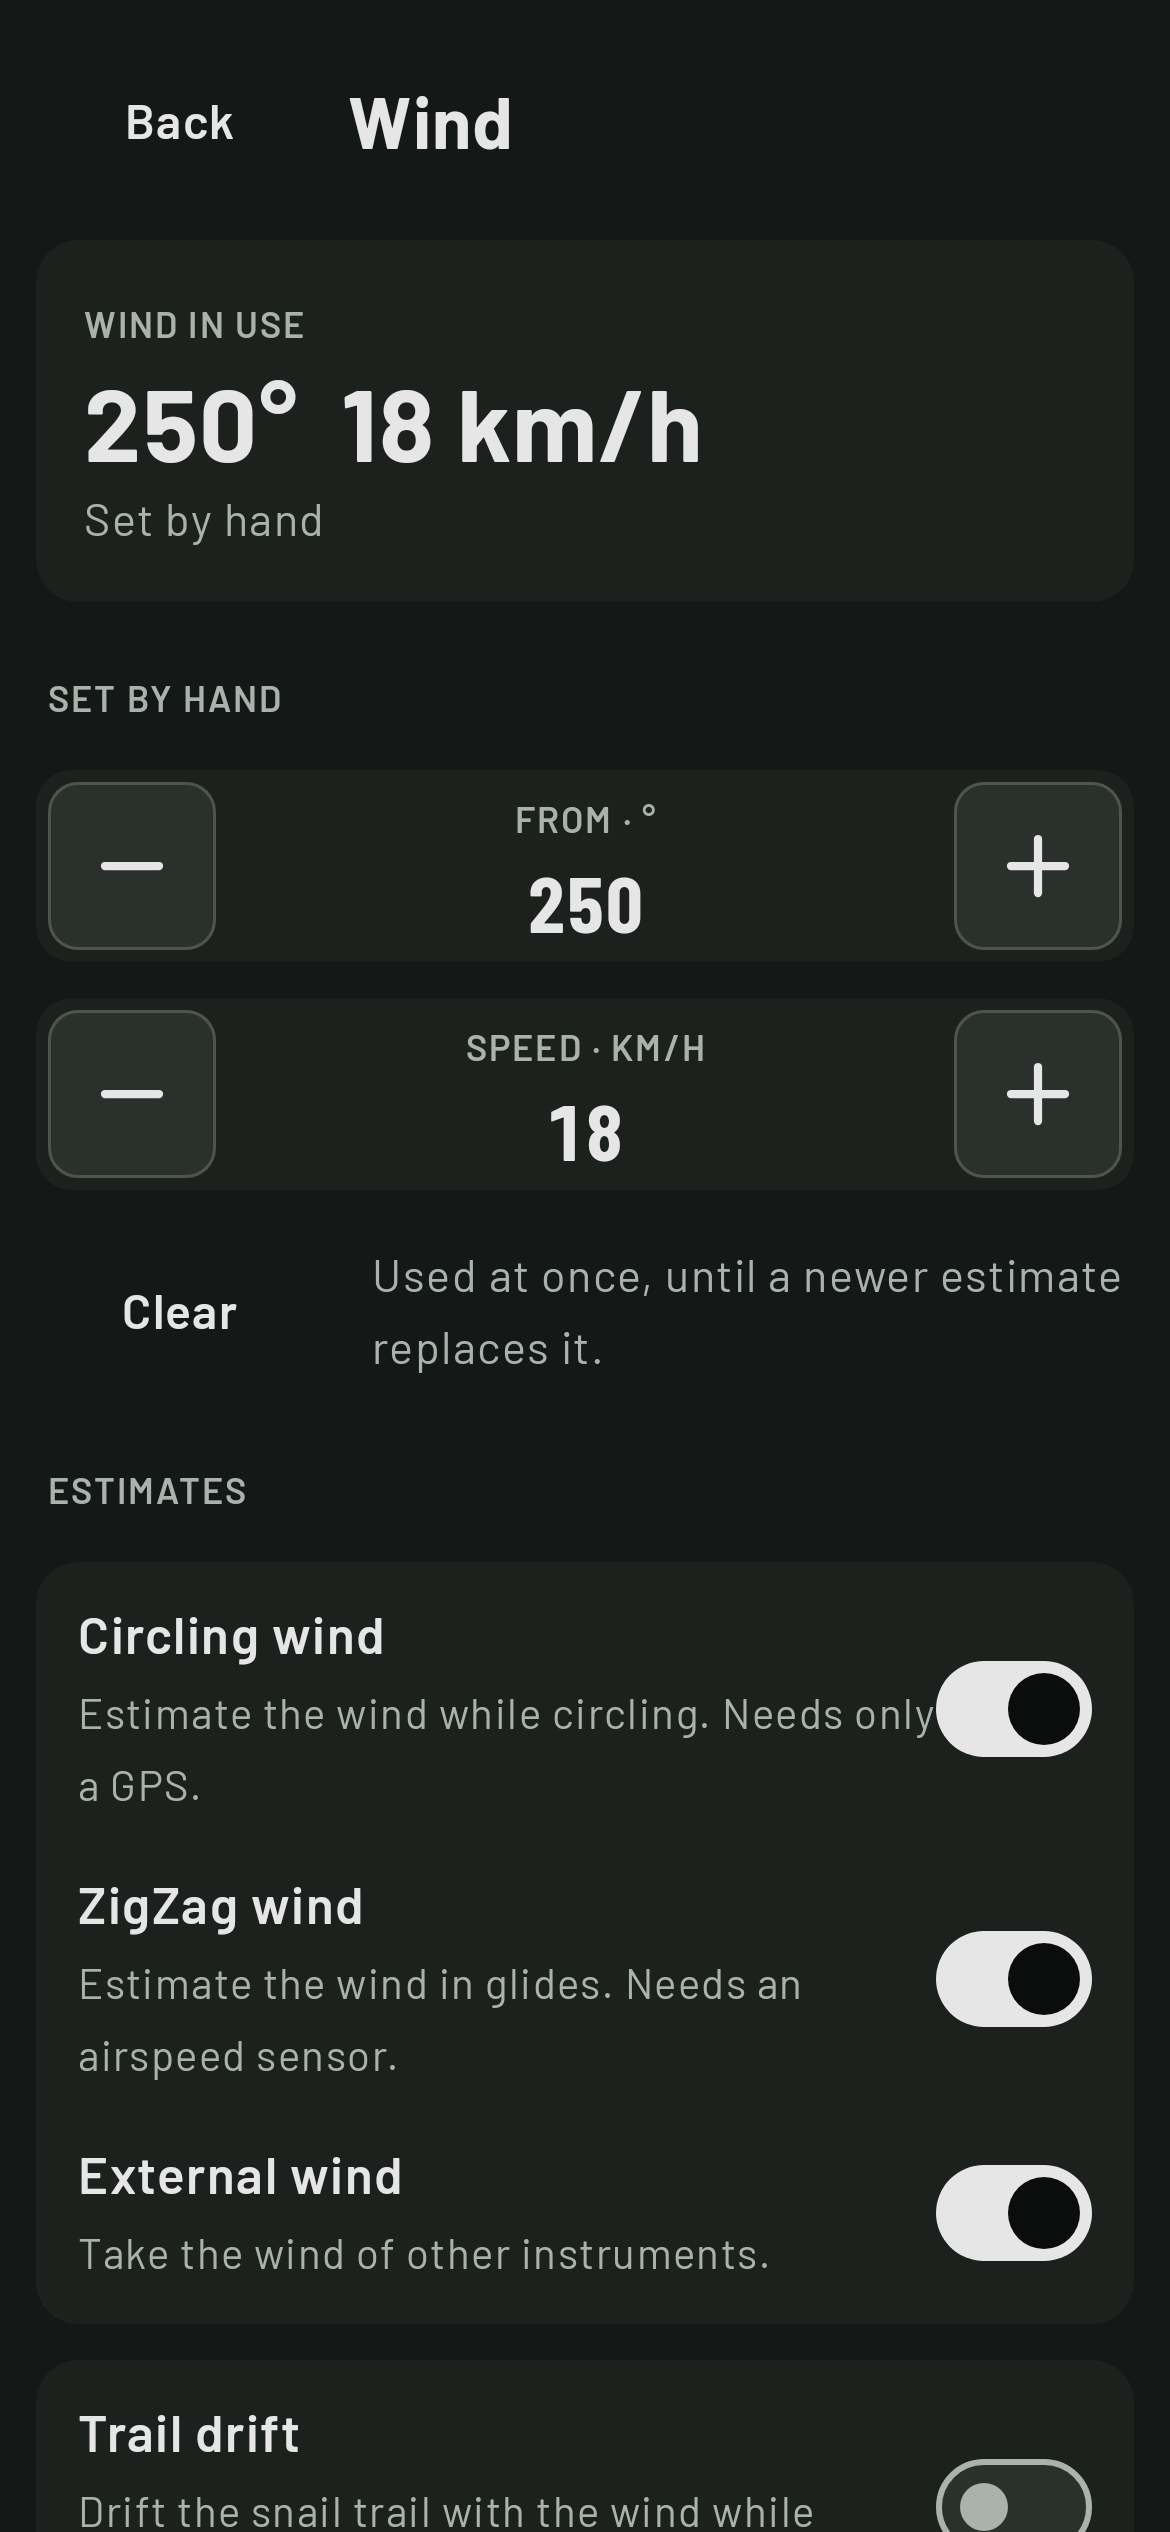 Back Wind
WIND IN USE
250° 18 km/h
Set by hand
SET BY HAND
FROM · °
250
SPEED · KM/H
18
Clear
Used at once, until a newer estimate
replaces it.
ESTIMATES
Circling wind
Estimate the wind while circling. Needs only
a GPS.
ZigZag wind
Estimate the wind in glides. Needs an
airspeed sensor.
External wind
Take the wind of other instruments.
Trail drift
Drift the snail trail with the wind while